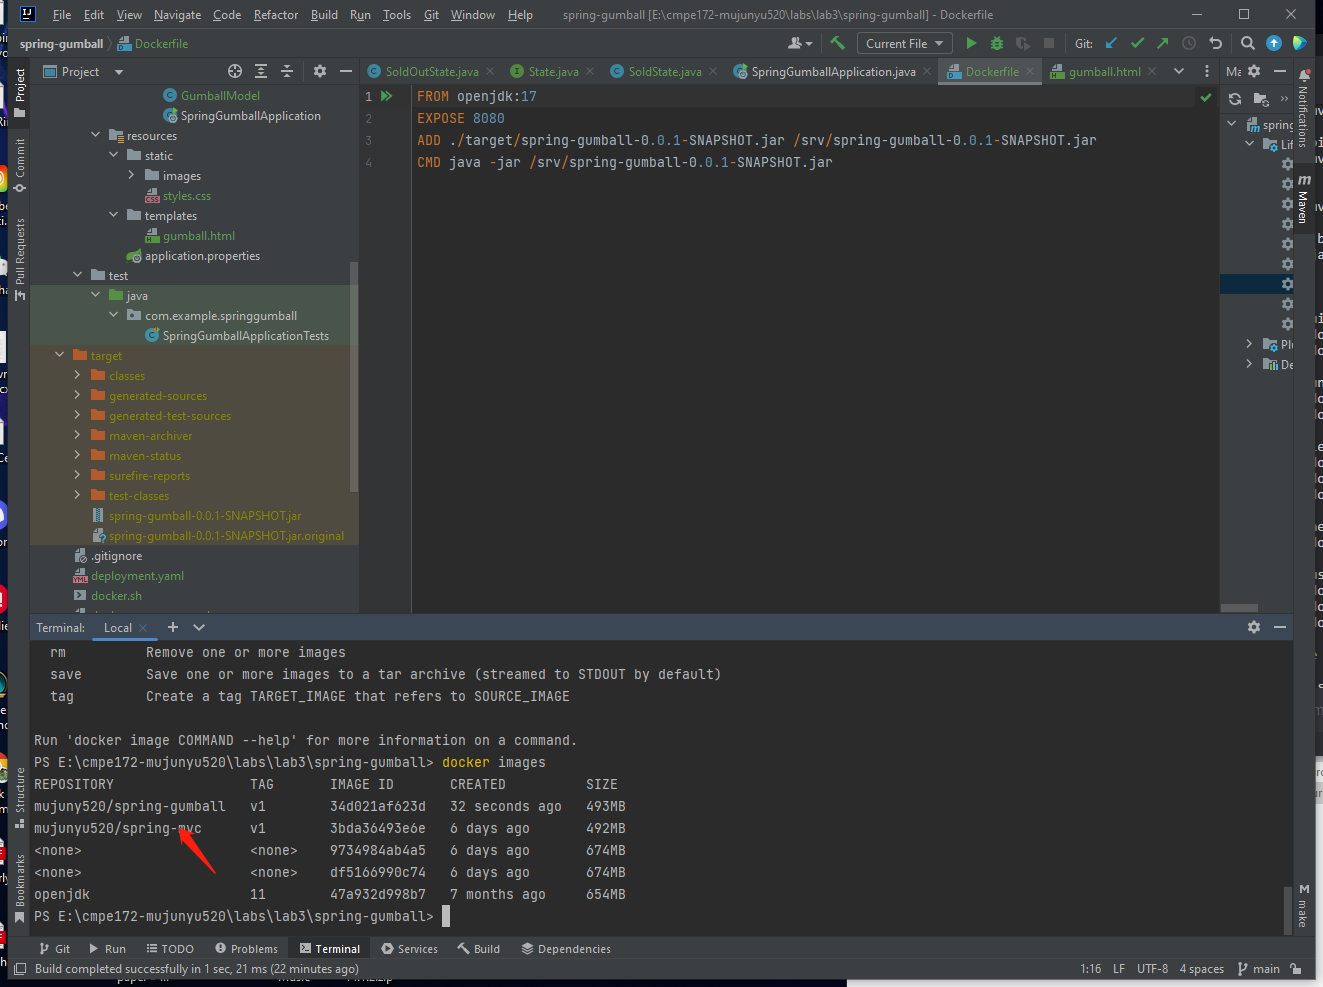 File Edit View Navigate Code Refactor Build Run Tools Git Window Help spring-gumball [E:\cmpe172-mujunyu520\labs\lab3\spring-gumball] - Dockerfile
spring-gumball Dockerfile Current File Git:
Project
SoldOutState.java State.java SoldState.java SpringGumballApplication.java Dockerfile gumball.html Ma
Project
Commit
Pull Requests
Structure
Bookmarks
GumballModel
SpringGumballApplication
resources
static
images
styles.css
templates
gumball.html
application.properties
test
java
com.example.springgumball
SpringGumballApplicationTests
target
classes
generated-sources
generated-test-sources
maven-archiver
maven-status
surefire-reports
test-classes
spring-gumball-0.0.1-SNAPSHOT.jar
spring-gumball-0.0.1-SNAPSHOT.jar.original
.gitignore
deployment.yaml
docker.sh
1 FROM openjdk:17
2 EXPOSE 8080
3 ADD ./target/spring-gumball-0.0.1-SNAPSHOT.jar /srv/spring-gumball-0.0.1-SNAPSHOT.jar
4 CMD java -jar /srv/spring-gumball-0.0.1-SNAPSHOT.jar
spring
Lif
Plu
De
Notifications
Maven
make
Terminal: Local
rm Remove one or more images
save Save one or more images to a tar archive (streamed to STDOUT by default)
tag Create a tag TARGET_IMAGE that refers to SOURCE_IMAGE
Run 'docker image COMMAND --help' for more information on a command.
PS E:\cmpe172-mujunyu520\labs\lab3\spring-gumball> docker images
REPOSITORY TAG IMAGE ID CREATED SIZE
mujuny520/spring-gumball v1 34d021af623d 32 seconds ago 493MB
mujunyu520/spring-mvc v1 3bda36493e6e 6 days ago 492MB
<none> <none> 9734984ab4a5 6 days ago 674MB
<none> <none> df5166990c74 6 days ago 674MB
openjdk 11 47a932d998b7 7 months ago 654MB
PS E:\cmpe172-mujunyu520\labs\lab3\spring-gumball>
Git Run TODO Problems Terminal Services Build Dependencies
Build completed successfully in 1 sec, 21 ms (22 minutes ago) 1:16 LF UTF-8 4 spaces main